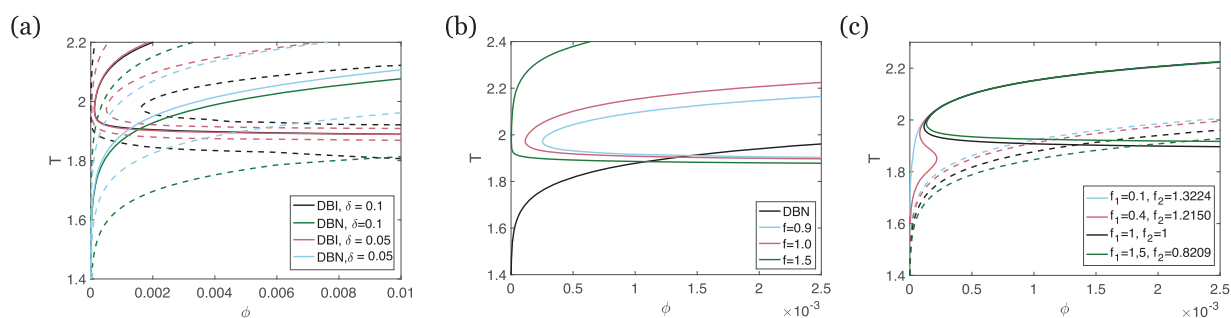 (a)
2.2
2
T
1.8
1.6
1.4
0
0.002
0.004
0.006
0.008
0.01
ϕ
DBI, δ = 0.1
DBN, δ=0.1
DBI, δ = 0.05
DBN,δ = 0.05
(b)
2.4
2.2
2
T
1.8
1.6
1.4
0
0.5
1
1.5
2
2.5
ϕ
×10⁻³
DBN
f=0.9
f=1.0
f=1.5
(c)
2.2
2
T
1.8
1.6
1.4
0
0.5
1
1.5
2
2.5
ϕ
×10⁻³
f₁=0.1, f₂=1.3224
f₁=0.4, f₂=1.2150
f₁=1, f₂=1
f₁=1,5, f₂=0.8209